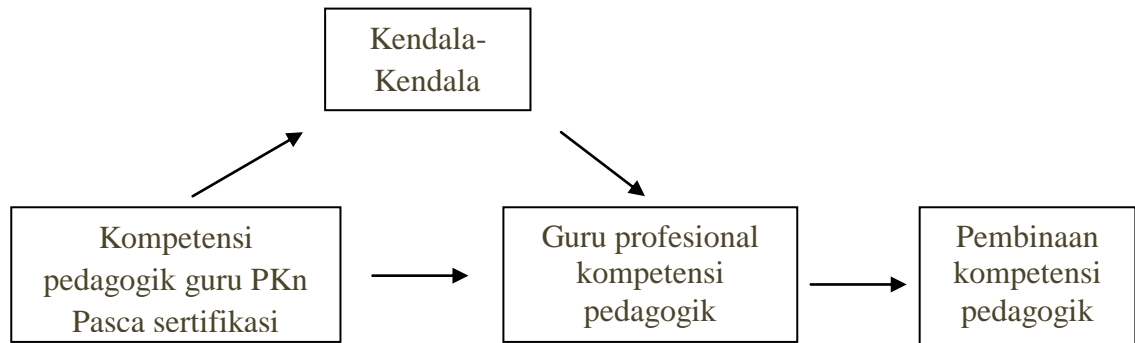 Kendala-
Kendala
Kompetensi
pedagogik guru PKn
Pasca sertifikasi
Guru profesional
kompetensi
pedagogik
Pembinaan
kompetensi
pedagogik